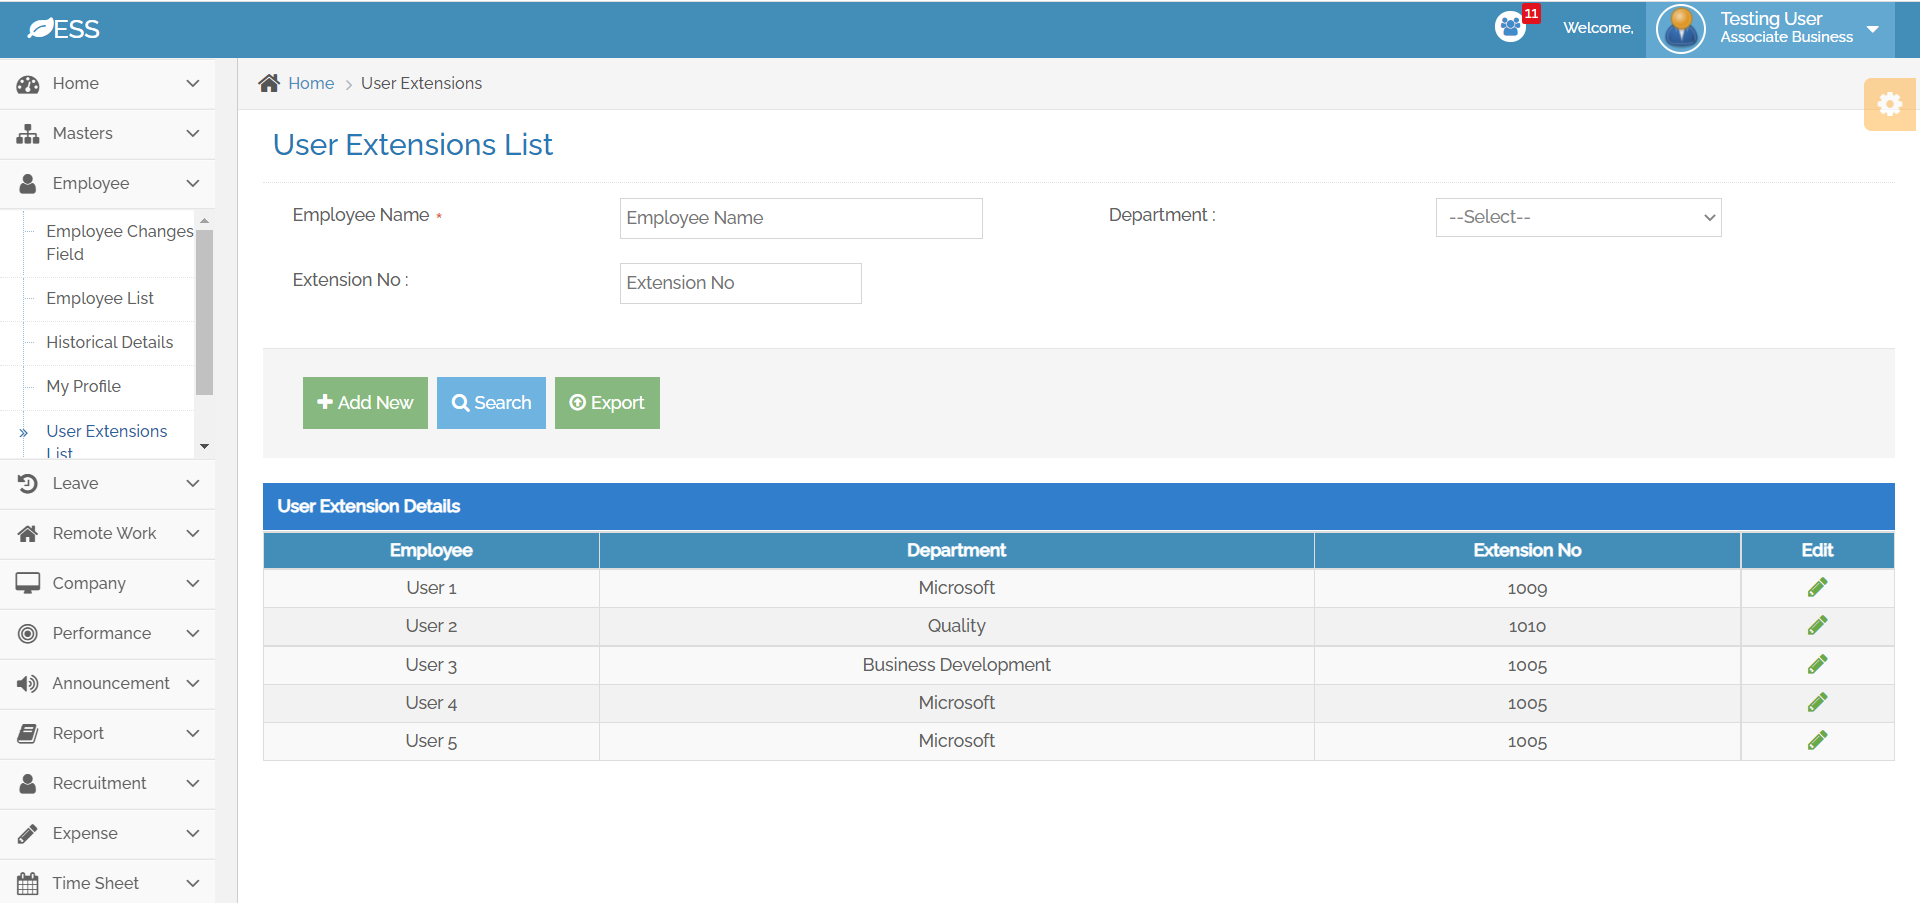 ESS
11
Welcome,
Testing User
Associate Business
Home
Masters
Employee
Employee Changes
Field
Employee List
Historical Details
My Profile
User Extensions
List
Leave
Remote Work
Company
Performance
Announcement
Report
Recruitment
Expense
Time Sheet
Home > User Extensions
User Extensions List
Employee Name * Employee Name Department : --Select--
Extension No : Extension No
Add New Search Export
User Extension Details
Employee Department Extension No Edit
User 1 Microsoft 1009
User 2 Quality 1010
User 3 Business Development 1005
User 4 Microsoft 1005
User 5 Microsoft 1005